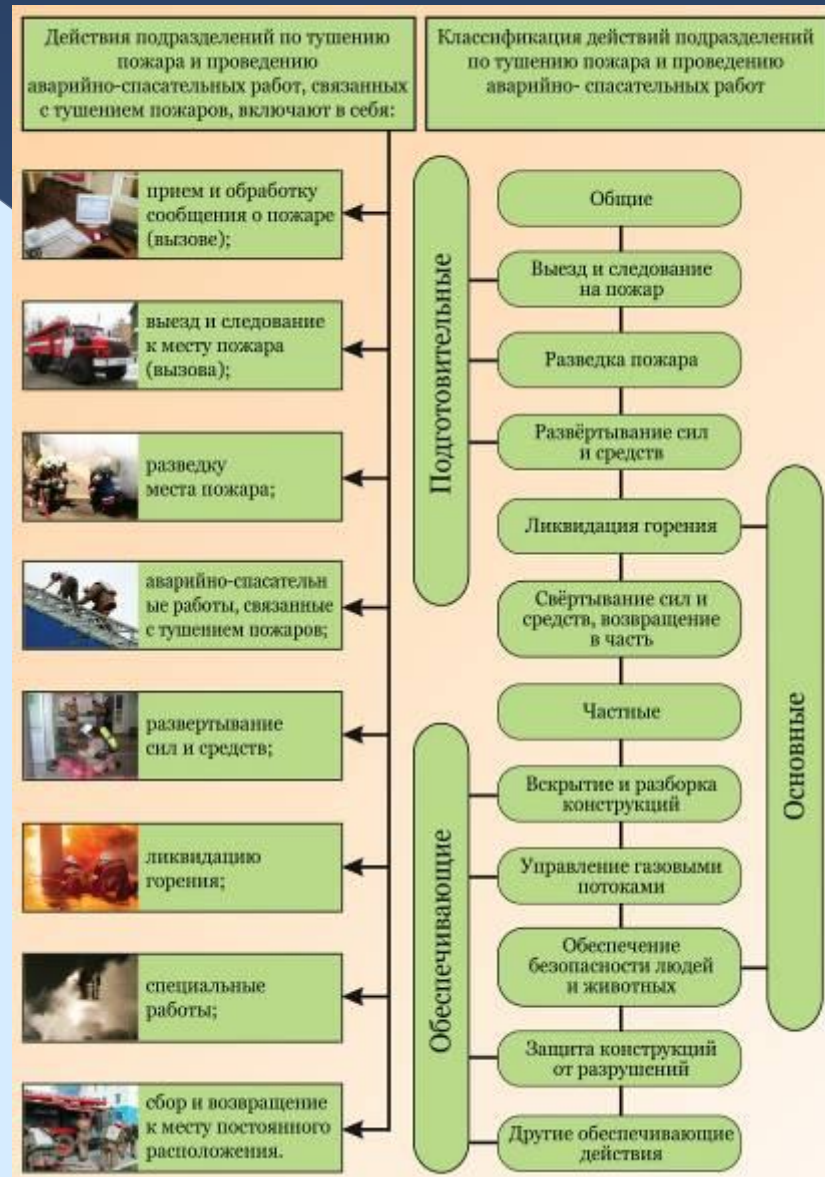 Действия подразделений по тушению
пожара и проведению
аварийно-спасательных работ, связанных
с тушением пожаров, включают в себя:
прием и обработку
сообщения о пожаре
(вызове);
выезд и следование
к месту пожара
(вызова);
разведку
места пожара;
аварийно-спасательн
ые работы, связанные
с тушением пожаров;
развертывание
сил и средств;
ликвидацию
горения;
специальные
работы;
сбор и возвращение
к месту постоянного
расположения.
Классификация действий подразделений
по тушению пожара и проведению
аварийно- спасательных работ
Подготовительные
Общие
Выезд и следование
на пожар
Разведка пожара
Развёртывание сил
и средств
Ликвидация горения
Свёртывание сил и
средств, возвращение
в часть
Частные
Обеспечивающие
Вскрытие и разборка
конструкций
Управление газовыми
потоками
Обеспечение
безопасности людей
и животных
Защита конструкций
от разрушений
Другие обеспечивающие
действия
Основные